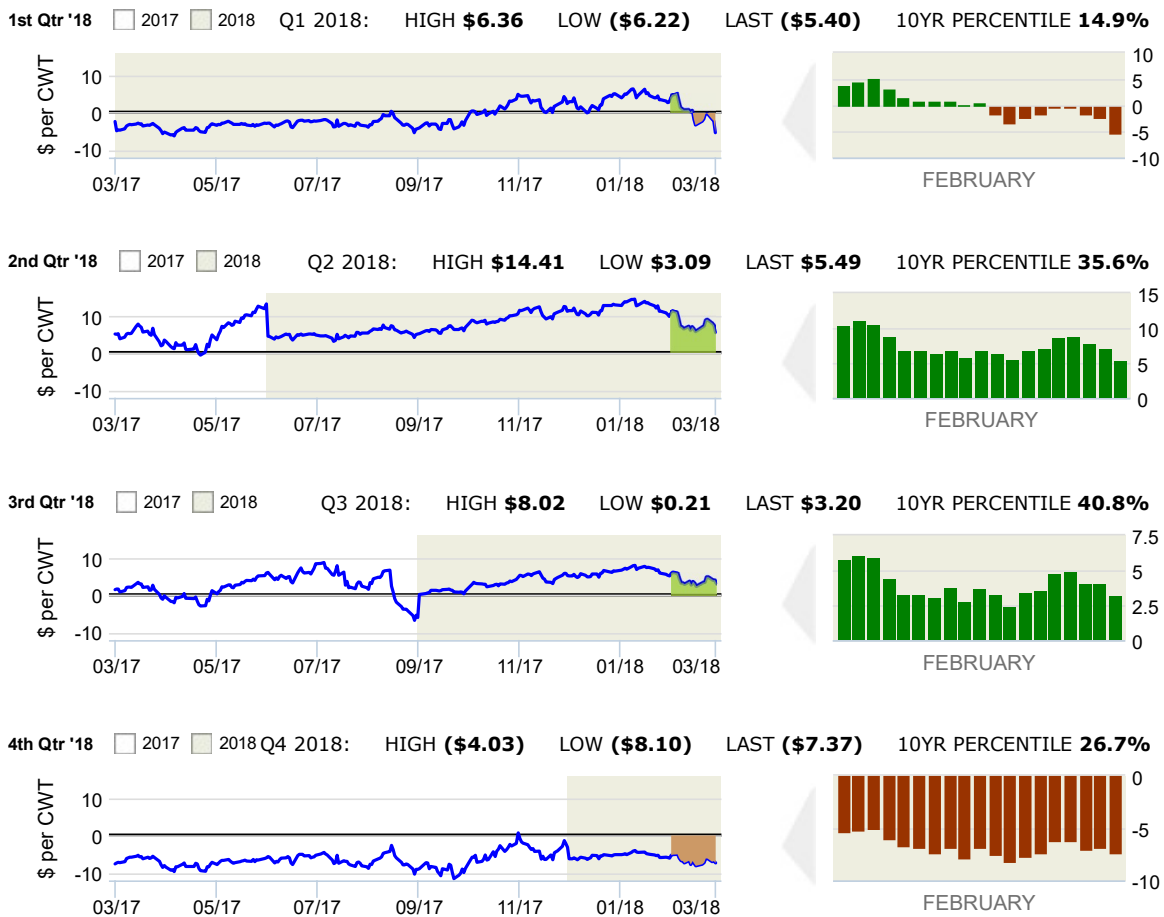 1st Qtr '18 2017 2018 Q1 2018: HIGH $6.36 LOW ($6.22) LAST ($5.40) 10YR PERCENTILE 14.9%
$ per CWT
10
0
-10
03/17 05/17 07/17 09/17 11/17 01/18 03/18
10
5
0
-5
-10
FEBRUARY
2nd Qtr '18 2017 2018 Q2 2018: HIGH $14.41 LOW $3.09 LAST $5.49 10YR PERCENTILE 35.6%
$ per CWT
10
0
-10
03/17 05/17 07/17 09/17 11/17 01/18 03/18
15
10
5
0
FEBRUARY
3rd Qtr '18 2017 2018 Q3 2018: HIGH $8.02 LOW $0.21 LAST $3.20 10YR PERCENTILE 40.8%
$ per CWT
10
0
-10
03/17 05/17 07/17 09/17 11/17 01/18 03/18
7.5
5
2.5
0
FEBRUARY
4th Qtr '18 2017 2018 Q4 2018: HIGH ($4.03) LOW ($8.10) LAST ($7.37) 10YR PERCENTILE 26.7%
$ per CWT
10
0
-10
03/17 05/17 07/17 09/17 11/17 01/18 03/18
0
-5
-10
FEBRUARY